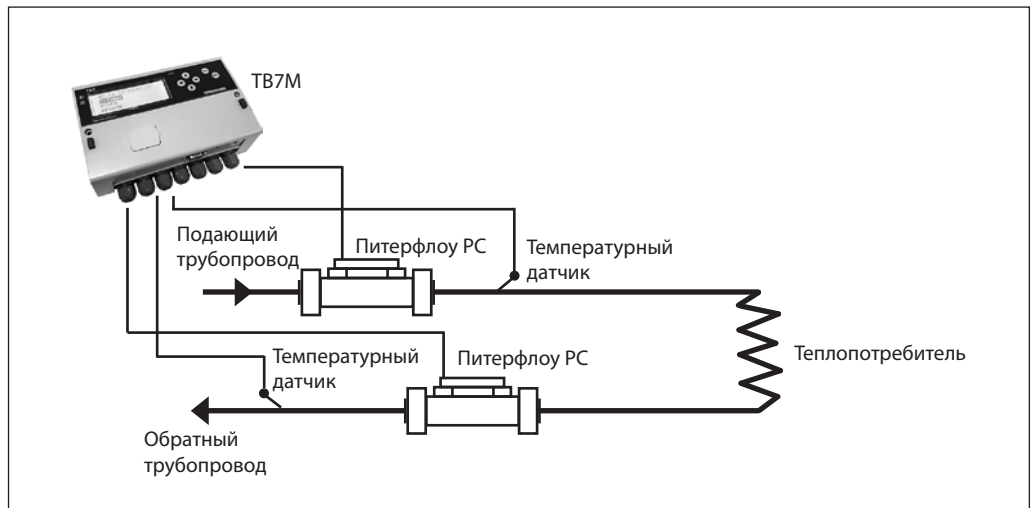 ТВ7М
Подающий
трубопровод
Питерфлоу РС
Температурный
датчик
Температурный
датчик
Питерфлоу РС
Теплопотребитель
Обратный
трубопровод